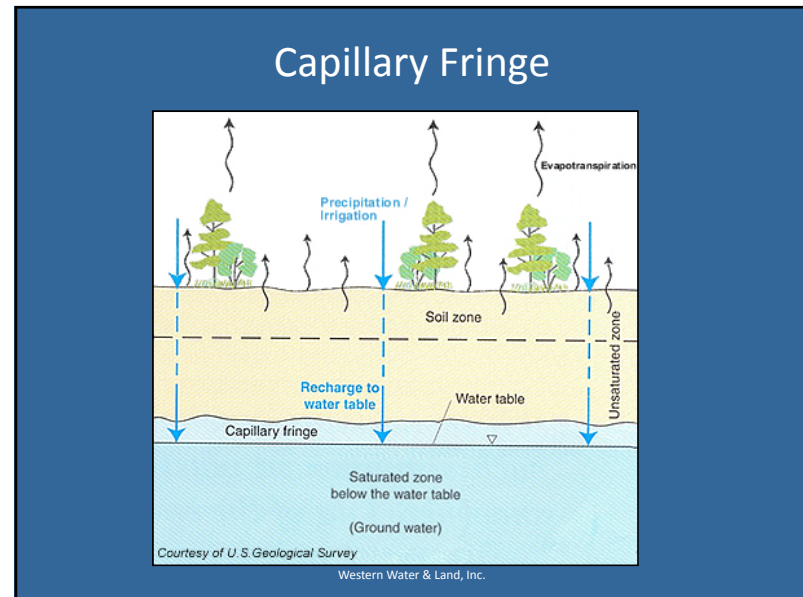 Capillary Fringe
Evapotranspiration
Precipitation /
Irrigation
Soil zone
Unsaturated zone
Recharge to
water table
Water table
Capillary fringe
Saturated zone
below the water table
(Ground water)
Courtesy of U.S.Geological Survey
Western Water & Land, Inc.